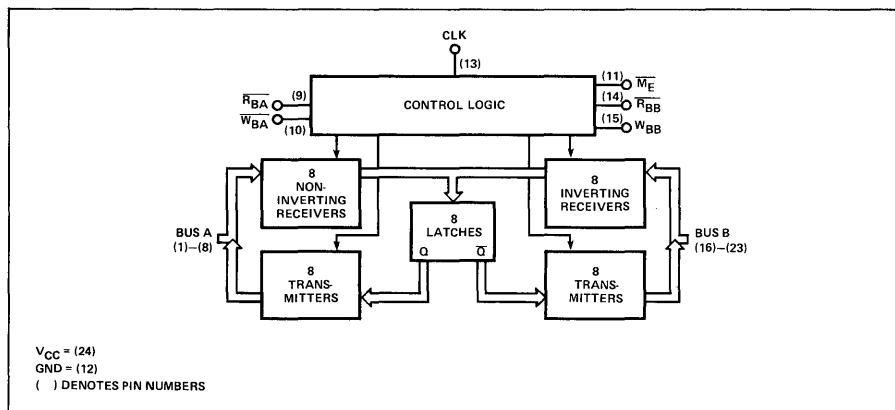 CLK
(13)
(9)
R̅B̅A̅
W̅B̅A̅
(10)
CONTROL LOGIC
(11) M̅E̅
(14) R̅B̅B̅
(15) WBB
8
NON-
INVERTING
RECEIVERS
8
INVERTING
RECEIVERS
8
LATCHES
Q Q̅
BUS A
(1)–(8)
BUS B
(16)–(23)
8
TRANS-
MITTERS
8
TRANS-
MITTERS
VCC = (24)
GND = (12)
( ) DENOTES PIN NUMBERS